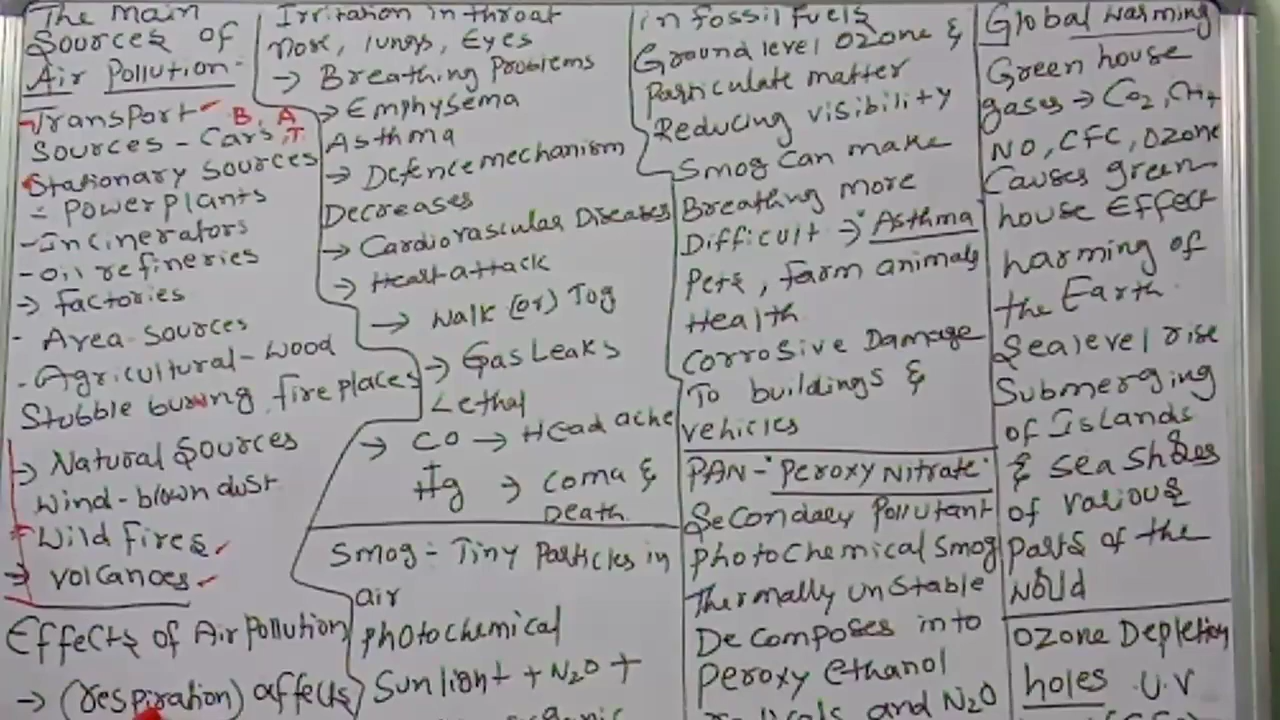 The main
Sources of
Air Pollution
Transport B, A
Sources - Cars, T.
Stationary Sources
- Power plants
- Incinerators
- oil refineries
→ factories
- Area sources
- Agricultural - wood
Stubble burning, fire places
→ Natural Sources
Wind-blown dust
Wild fires
→ volcanoes
Effects of Air Pollution
→ (respiration) affects
Irritation in throat
nose, lungs, Eyes
→ Breathing Problems
→ Emphysema
Asthma
→ Defence mechanism
Decreases
→ Cardiovascular Diseases
→ Heart attack
→ Walk (or) Jog
→ Gas Leaks
Lethal
→ CO → Head ache
Hg → coma &
Death
Smog - Tiny Particles in
air
photochemical
Sunlight + N2O +
in fossil fuels
Ground level Ozone &
Particulate matter
Reducing visibility
Smog Can make
Breathing more
Difficult → "Asthma
Pets, farm animals
Health
Corrosive Damage
To buildings &
vehicles
PAN - "Peroxy Nitrate"
Secondary Pollutant
photochemical Smog
Thermally unstable
Decomposes into
Peroxy ethanol
and N2O
Global warming
Green house
gases → CO2, CH4
NO, CFC, Ozone
Causes green
house Effect
warming of
the Earth.
Sealevel rise
Submerging
of Islands
& sea shores
of various
parts of the
world
Ozone Depletion
holes U.V